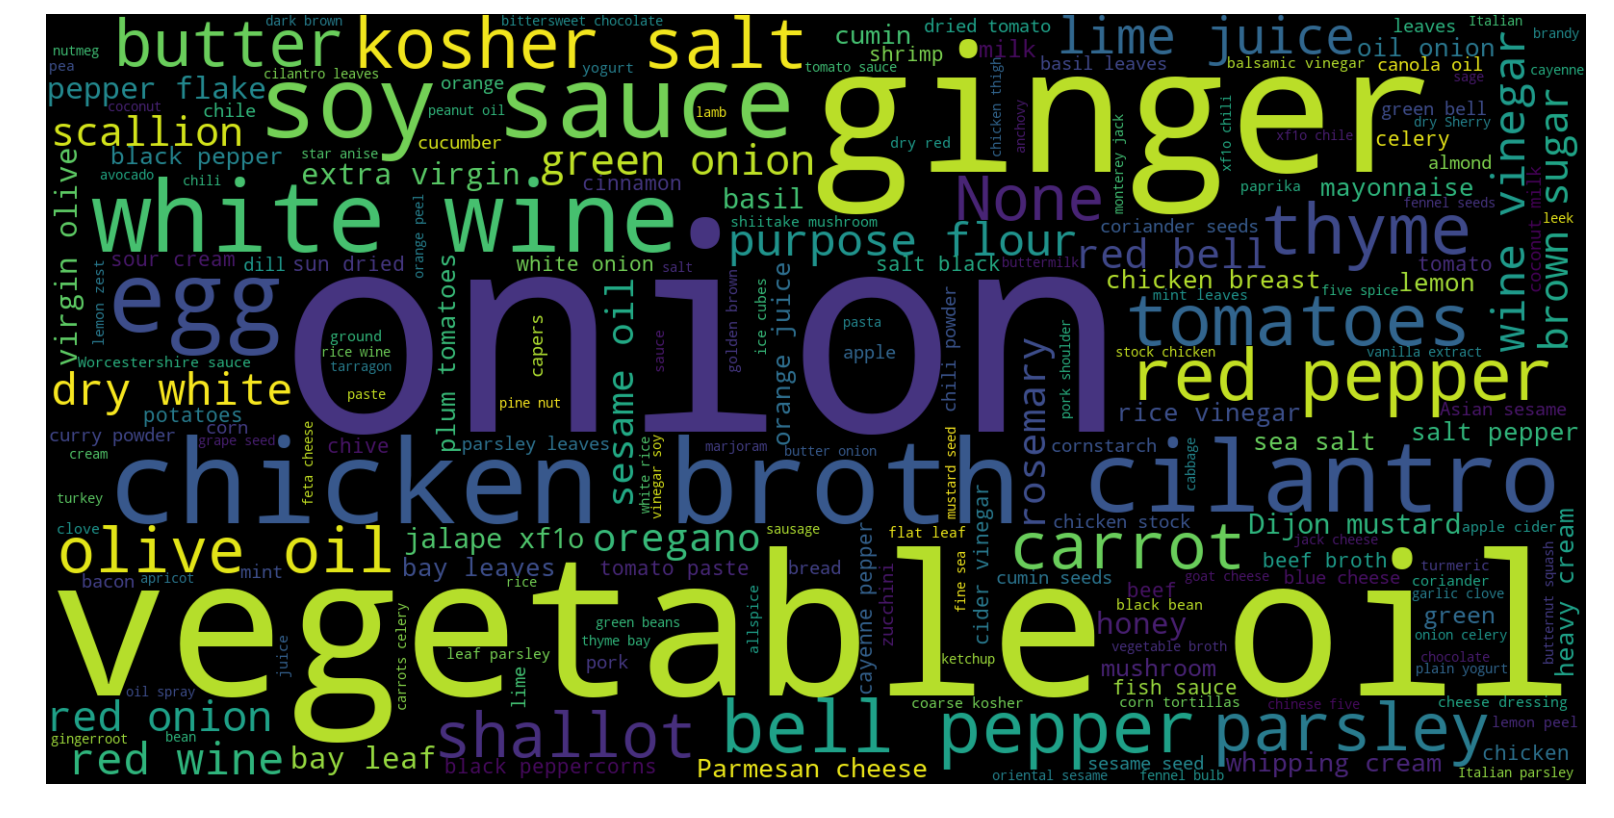 dark brown
bittersweet chocolate
dried tomato
leaves
Italian
nutmeg
butter
kosher salt
cumin
milk
lime juice
oil onion
brandy
pea
cilantro leaves
yogurt
tomato sauce
shrimp
basil leaves
balsamic vinegar
canola oil
cayenne
pepper flake
soy sauce
orange
ginger
sage
coconut
chile
peanut oil
lamb
chicken thigh
anchovy
green bell
dry Sherry
scallion
cucumber
dry red
monterey jack
xf1o chili
xf1o chile
celery
wine vinegar
brown sugar
virgin olive
black pepper
star anise
green onion
almond
avocado
chili
extra virgin
cinnamon
basil
None
paprika
mayonnaise
coconut milk
white wine
orange peel
shiitake mushroom
coriander seeds
thyme
fennel seeds
leek
purpose flour
red bell
lemon zest
sour cream
dill
sun dried
white onion
salt
salt black
buttermilk
chicken breast
lemon
tomato
egg
onion
plum tomatoes
sesame oil
orange juice
golden brown
ice cubes
mint leaves
five spice
ground
rice wine
tarragon
paste
capers
sauce
pasta
apple
chili powder
pork shoulder
tomatoes
Worcestershire sauce
stock chicken
vanilla extract
dry white
pine nut
rosemary
red pepper
potatoes
rice vinegar
Asian sesame
curry powder
corn
grape seed
feta cheese
chive
parsley leaves
marjoram
butter onion
mustard seed
cornstarch
sea salt
salt pepper
cream
white rice
vinegar soy
cabbage
turkey
chicken broth
cilantro
clove
olive oil
jalape xf1o
oregano
sausage
flat leaf
cider vinegar
chicken stock
carrot
Dijon mustard
apple cider
heavy cream
bacon
apricot
mint
bay leaves
tomato paste
bread
cayenne pepper
zucchini
fine sea
cumin seeds
beef broth
jack cheese
turmeric
butternut squash
rice
beef
goat cheese
blue cheese
coriander
garlic clove
vegetable oil
carrots celery
green beans
thyme bay
allspice
black bean
honey
green
juice
leaf parsley
pork
ketchup
vegetable broth
onion celery
chocolate
mushroom
plain yogurt
oil spray
lime
fish sauce
red onion
coarse kosher
corn tortillas
chinese five
cheese dressing
gingerroot
bean
shallot
bell pepper
parsley
lemon peel
red wine
bay leaf
black peppercorns
Parmesan cheese
sesame seed
whipping cream
chicken
oriental sesame
fennel bulb
Italian parsley